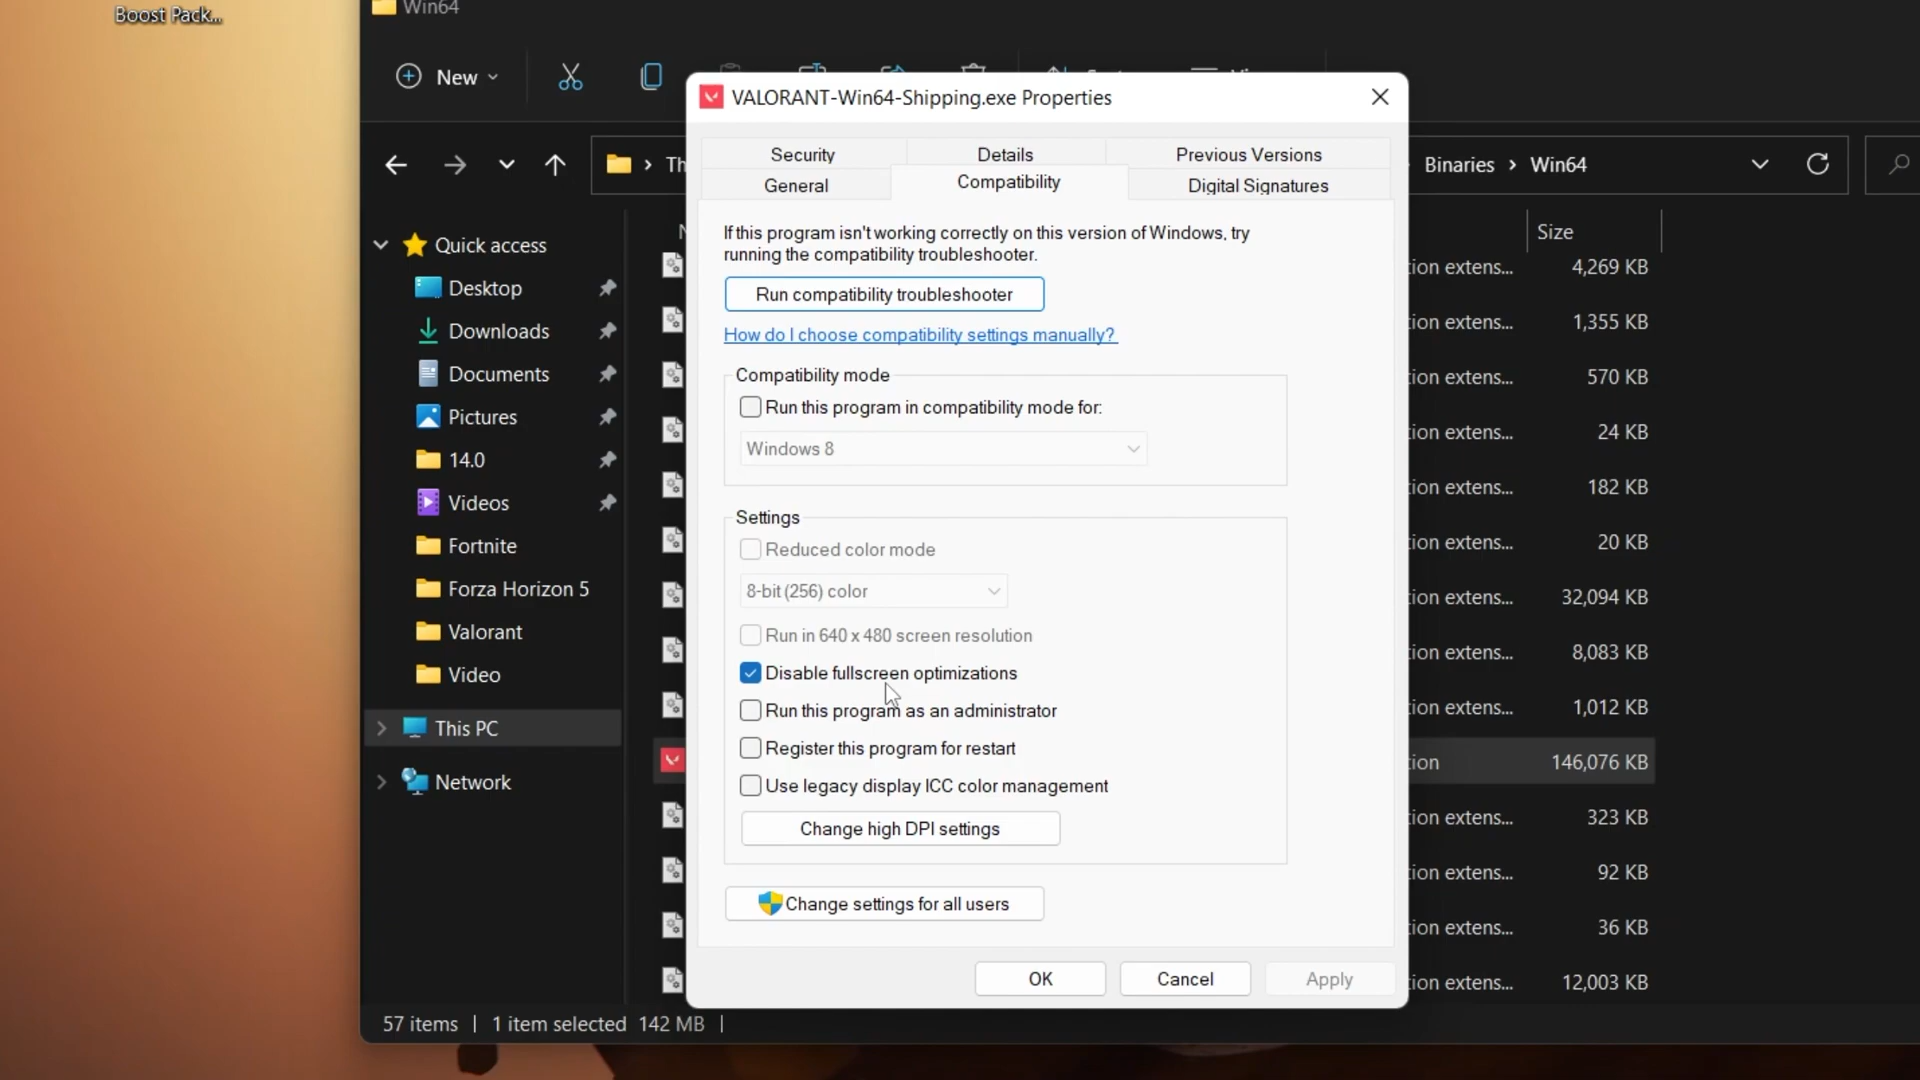 Boost Pack...
Win64
New
VALORANT-Win64-Shipping.exe Properties
Th
Binaries
Win64
Security
Details
Previous Versions
General
Compatibility
Digital Signatures
If this program isn't working correctly on this version of Windows, try
running the compatibility troubleshooter.
Run compatibility troubleshooter
How do I choose compatibility settings manually?
Compatibility mode
Run this program in compatibility mode for:
Windows 8
Settings
Reduced color mode
8-bit (256) color
Run in 640 x 480 screen resolution
Disable fullscreen optimizations
Run this program as an administrator
Register this program for restart
Use legacy display ICC color management
Change high DPI settings
Change settings for all users
OK
Cancel
Apply
Quick access
Desktop
Downloads
Documents
Pictures
14.0
Videos
Fortnite
Forza Horizon 5
Valorant
Video
This PC
Network
Size
tion extens... 4,269 KB
tion extens... 1,355 KB
tion extens... 570 KB
tion extens... 24 KB
tion extens... 182 KB
tion extens... 20 KB
tion extens... 32,094 KB
tion extens... 8,083 KB
tion extens... 1,012 KB
tion 146,076 KB
tion extens... 323 KB
tion extens... 92 KB
tion extens... 36 KB
tion extens... 12,003 KB
57 items
1 item selected 142 MB